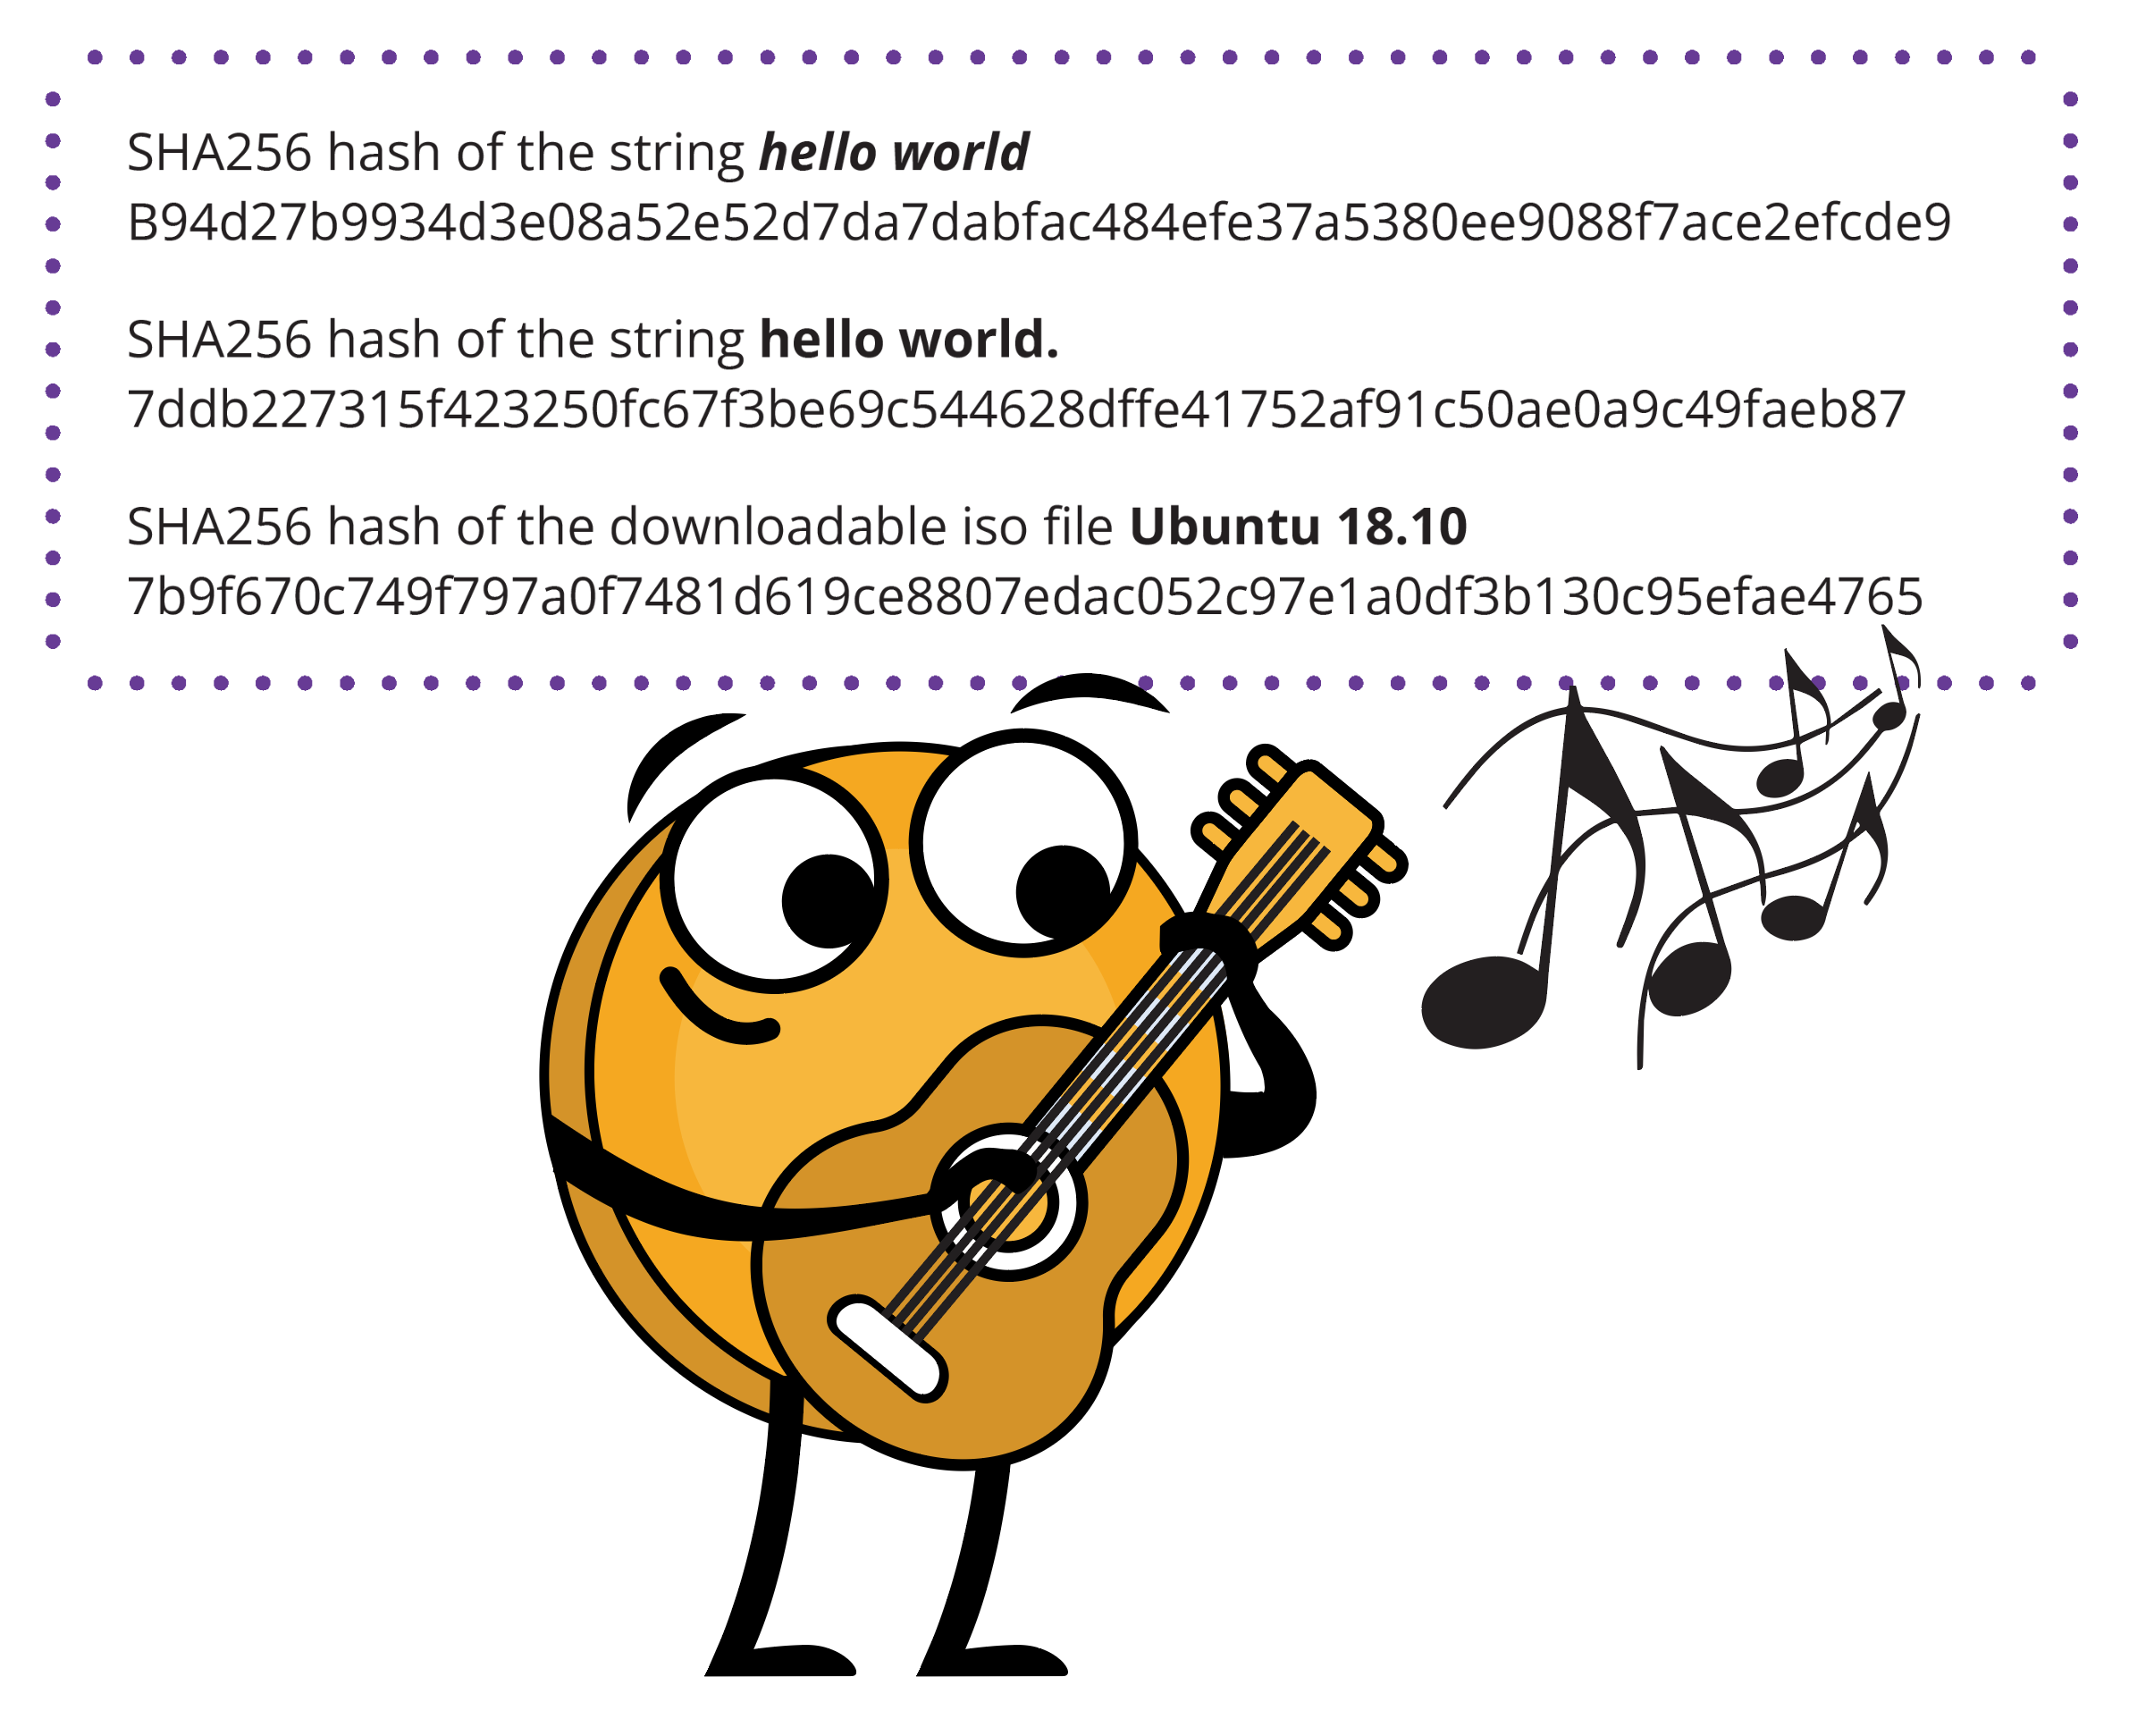 SHA256 hash of the string hello world
B94d27b9934d3e08a52e52d7da7dabfac484efe37a5380ee9088f7ace2efcde9
SHA256 hash of the string hello world.
7ddb227315f423250fc67f3be69c544628dffe41752af91c50ae0a9c49faeb87
SHA256 hash of the downloadable iso file Ubuntu 18.10
7b9f670c749f797a0f7481d619ce8807edac052c97e1a0df3b130c95efae4765